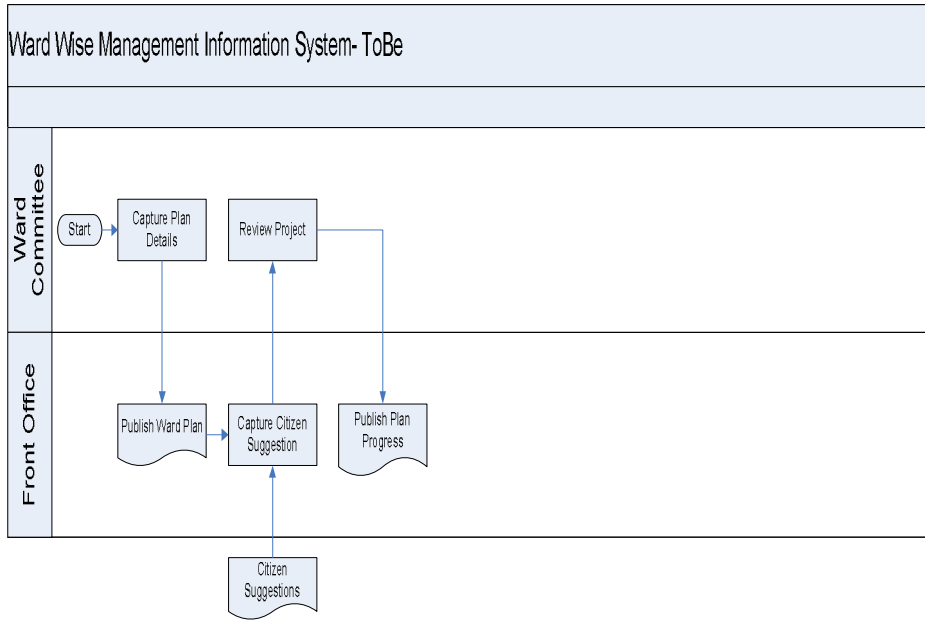 Ward Wise Management Information System- ToBe
Ward
Committee
Start
Capture Plan
Details
Review Project
Front Office
Publish Ward Plan
Capture Citizen
Suggestion
Publish Plan
Progress
Citizen
Suggestions